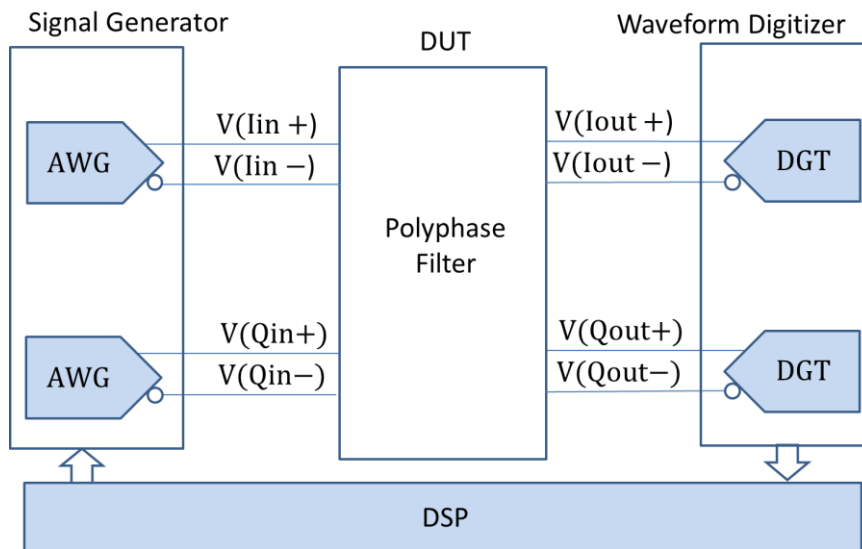 Signal Generator
DUT
Waveform Digitizer
AWG
V(Iin +)
V(Iin −)
V(Iout +)
V(Iout −)
DGT
Polyphase
Filter
AWG
V(Qin+)
V(Qin−)
V(Qout+)
V(Qout−)
DGT
DSP